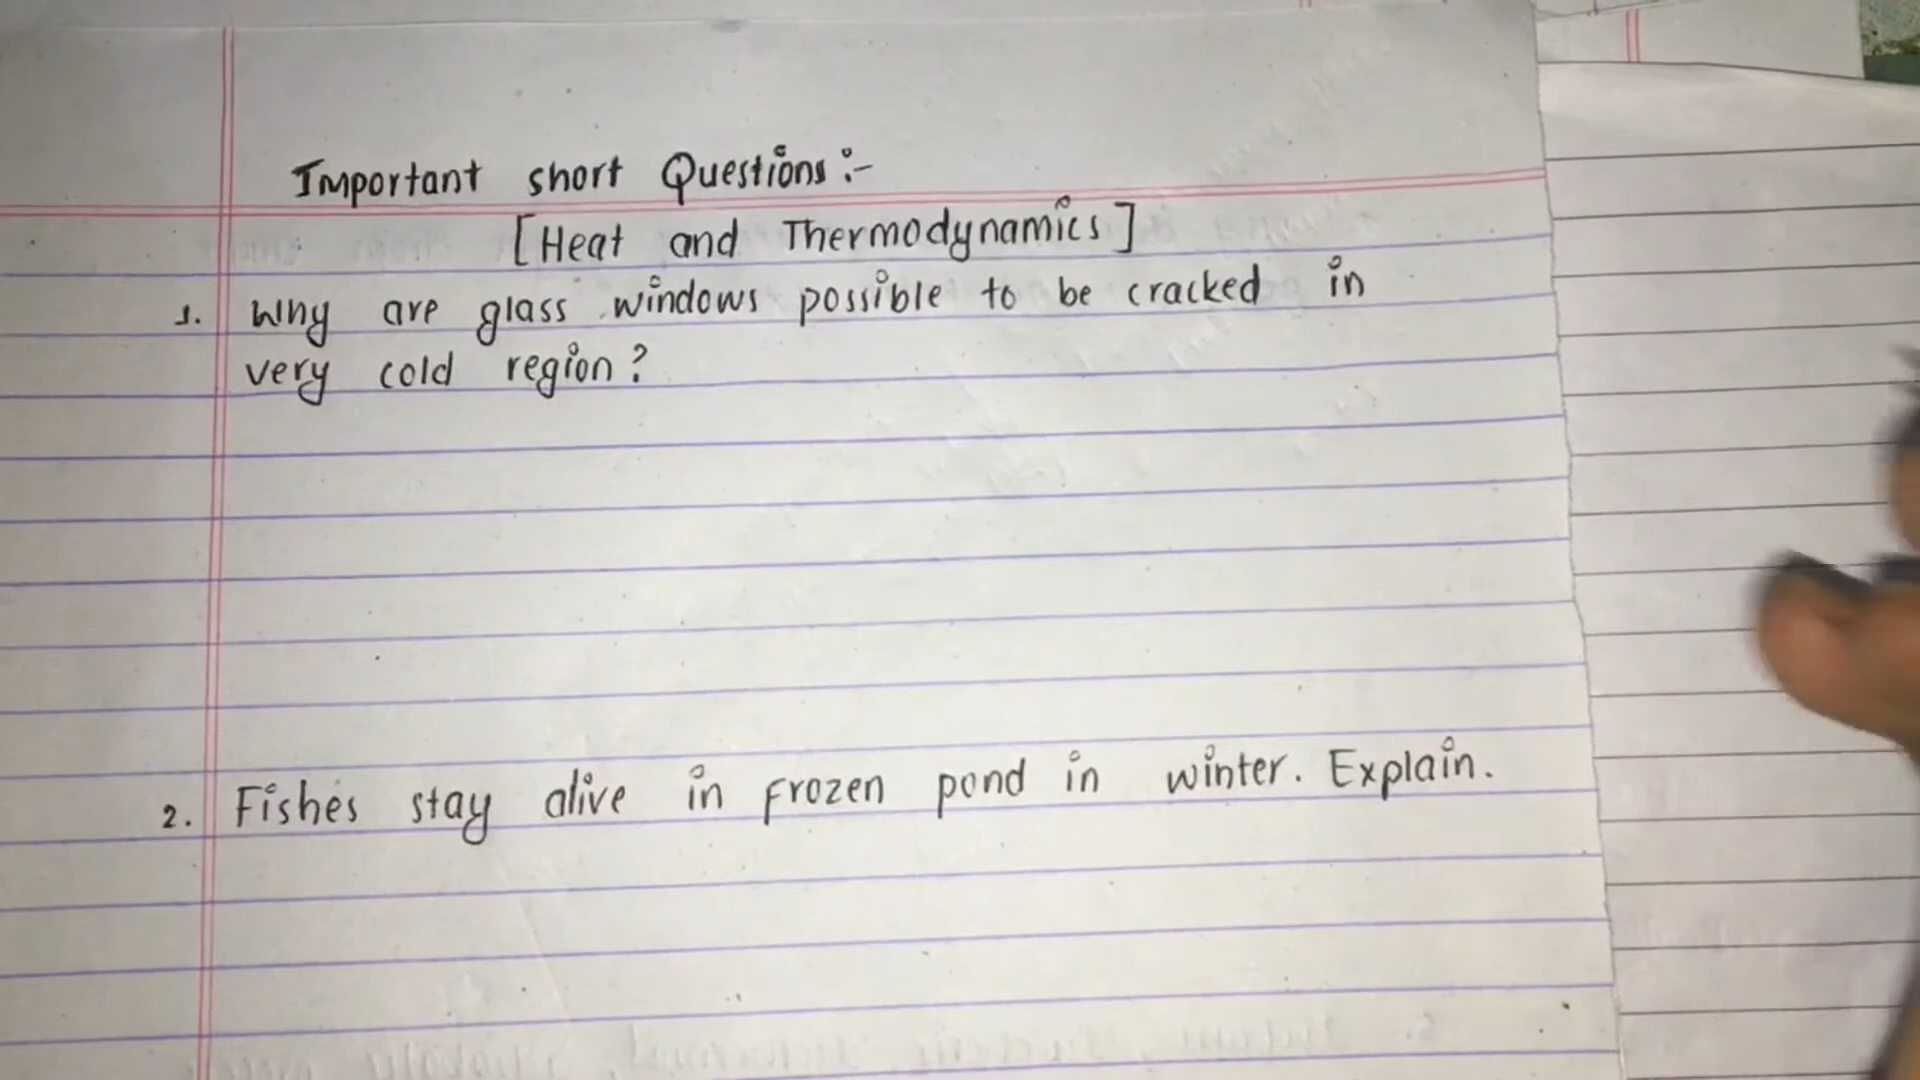 Important short Questions :-
[Heat and Thermodynamics]
1. Why are glass windows possible to be cracked in
very cold region?
2. Fishes stay alive in frozen pond in winter. Explain.